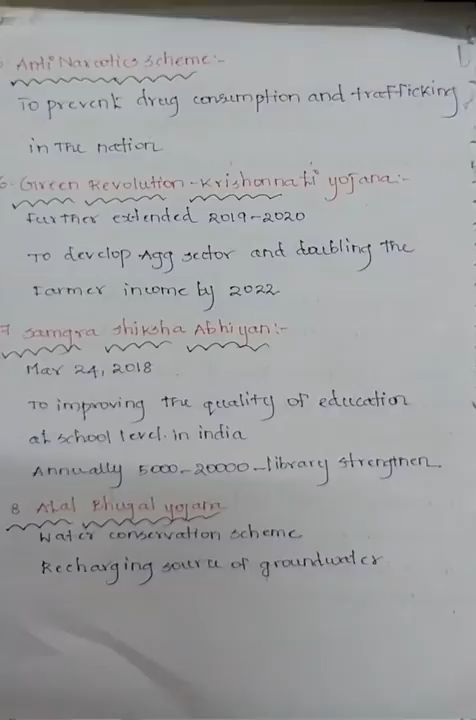 Anti Narcotics scheme:-
To prevent drug consumption and trafficking
in The nation
6. Green Revolution - Krishonnati yojana:-
Further extended 2019-2020
To develop Agg sector and doubling the
Farmer income by 2022
7 Samgra Shiksha Abhiyan:-
Mar 24, 2018
To improving the quality of education
at school level. in india
Annually 5000-20000-library strengthen
8 Atal Bhugal yojam
Water conservation scheme
Recharging source of groundwater